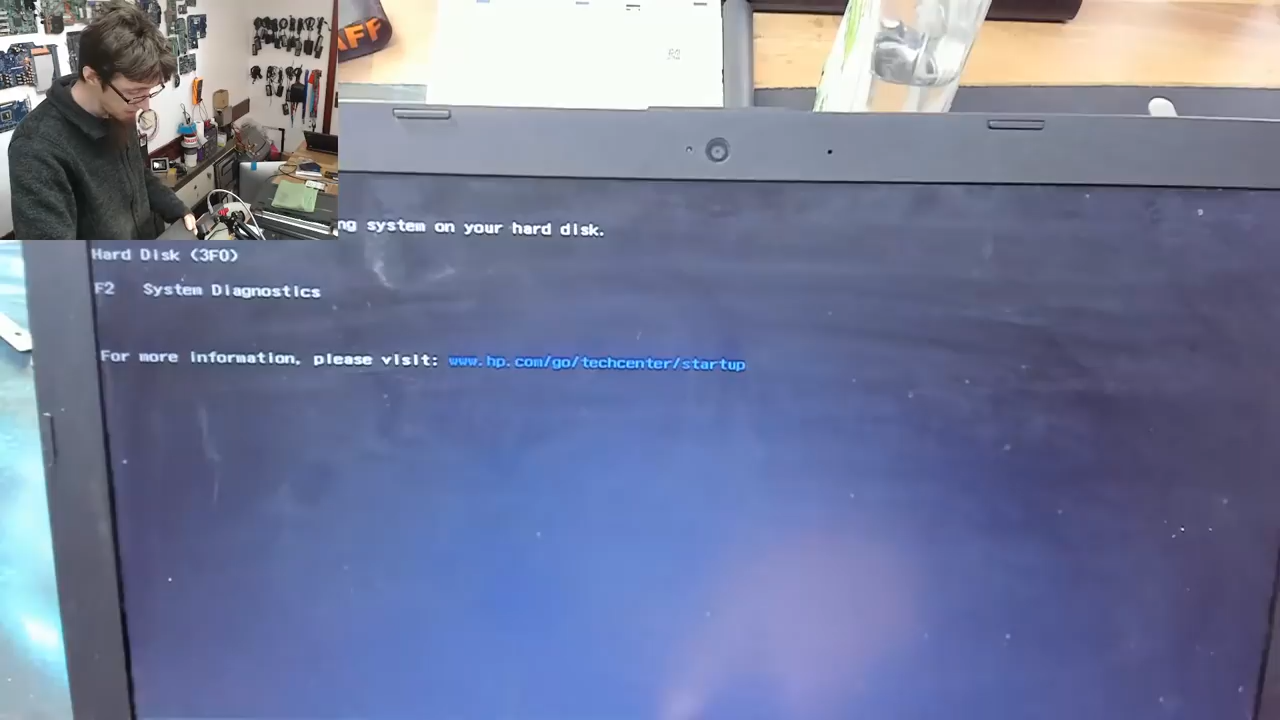 AFF
ng system on your hard disk.
Hard Disk (3F0)
F2 System Diagnostics
For more information, please visit: www.hp.com/go/techcenter/startup